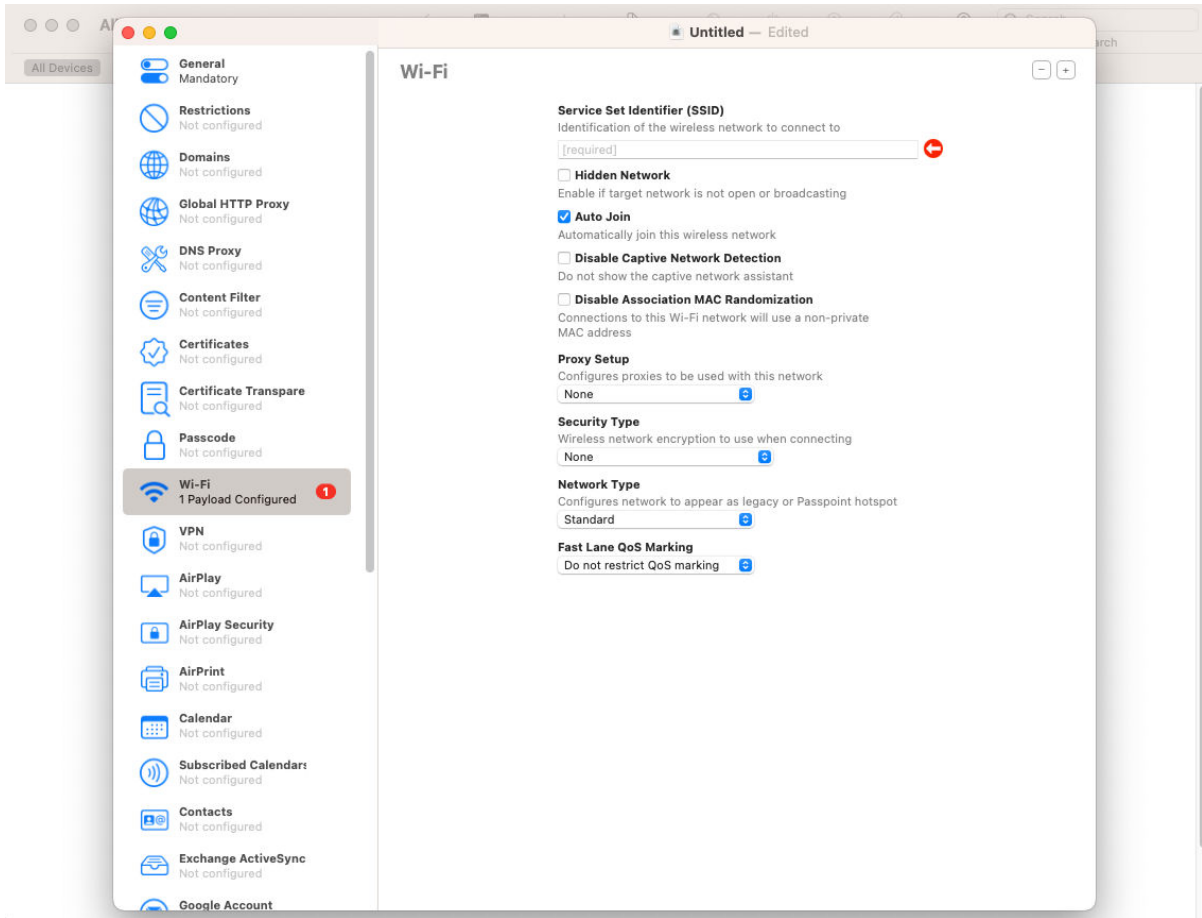 Al
Search
arch
All Devices
Untitled — Edited
General
Mandatory
Restrictions
Not configured
Domains
Not configured
Global HTTP Proxy
Not configured
DNS Proxy
Not configured
Content Filter
Not configured
Certificates
Not configured
Certificate Transpare
Not configured
Passcode
Not configured
Wi-Fi
1 Payload Configured
1
VPN
Not configured
AirPlay
Not configured
AirPlay Security
Not configured
AirPrint
Not configured
Calendar
Not configured
Subscribed Calendars
Not configured
Contacts
Not configured
Exchange ActiveSync
Not configured
Google Account
Wi-Fi
Service Set Identifier (SSID)
Identification of the wireless network to connect to
[required]
Hidden Network
Enable if target network is not open or broadcasting
Auto Join
Automatically join this wireless network
Disable Captive Network Detection
Do not show the captive network assistant
Disable Association MAC Randomization
Connections to this Wi-Fi network will use a non-private
MAC address
Proxy Setup
Configures proxies to be used with this network
None
Security Type
Wireless network encryption to use when connecting
None
Network Type
Configures network to appear as legacy or Passpoint hotspot
Standard
Fast Lane QoS Marking
Do not restrict QoS marking